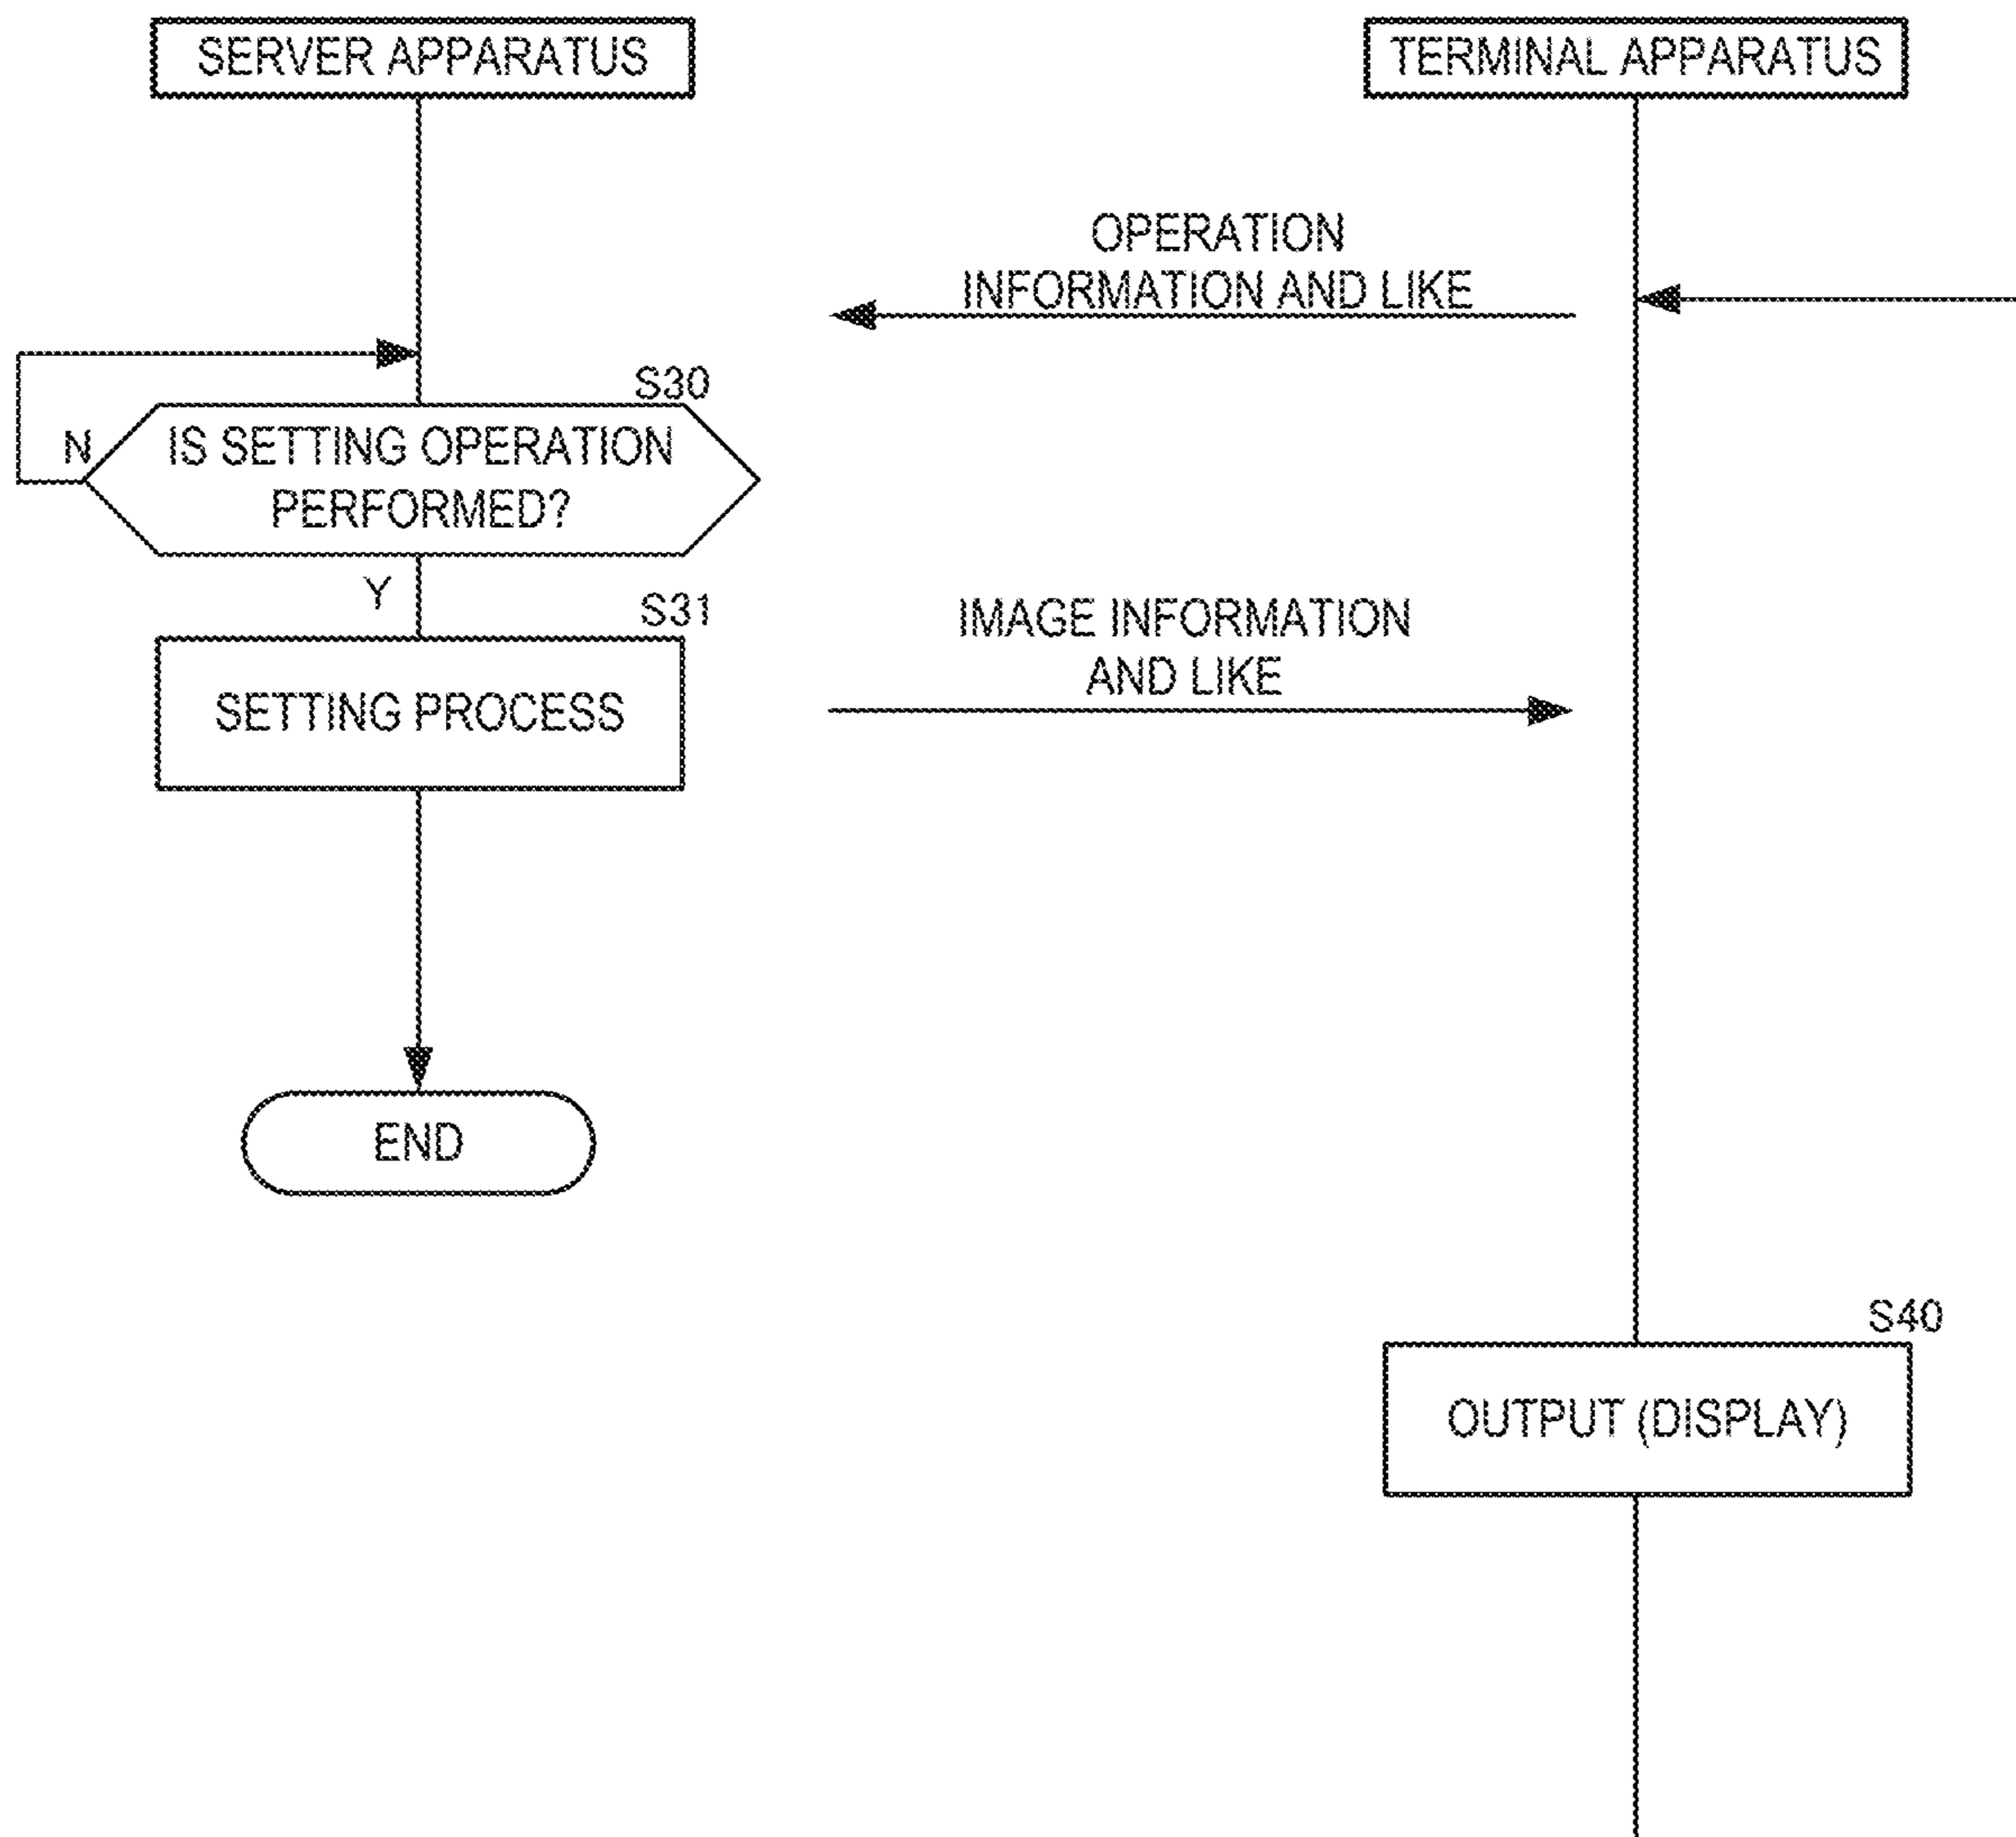 SERVER APPARATUS
TERMINAL APPARATUS
OPERATION
INFORMATION AND LIKE
S30
N
IS SETTING OPERATION
PERFORMED?
Y
S31
IMAGE INFORMATION
AND LIKE
SETTING PROCESS
END
S40
OUTPUT (DISPLAY)